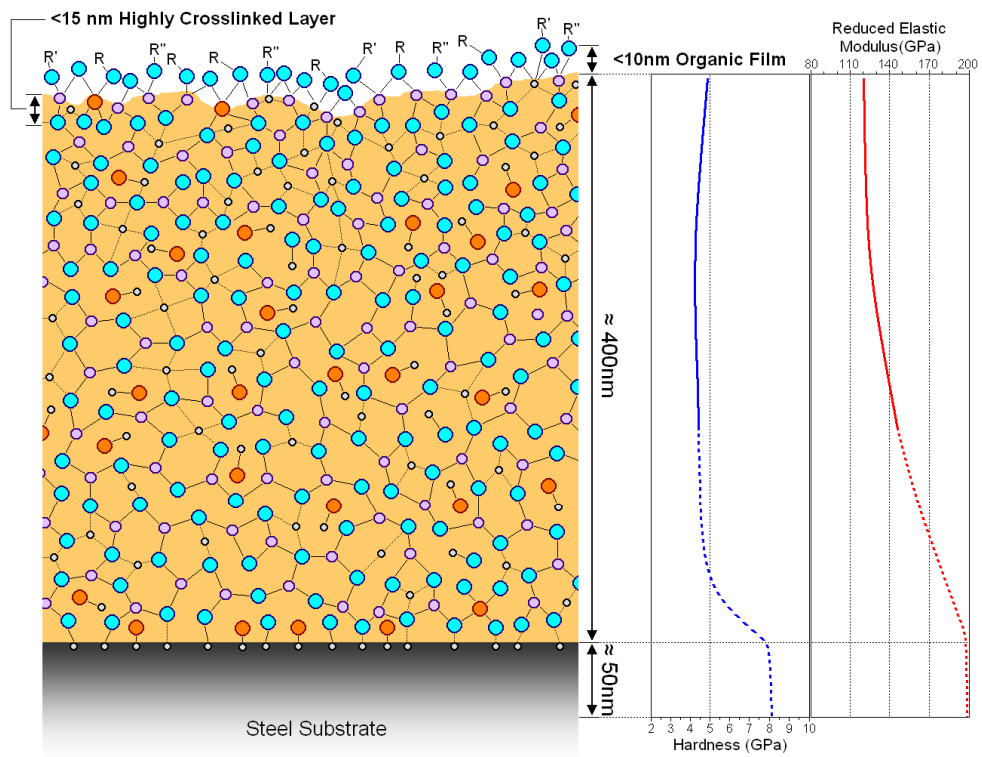 <15 nm Highly Crosslinked Layer
R' R R'' R R'' R R' R R'' R R' R''
<10nm Organic Film
Reduced Elastic
Modulus(GPa)
80 110 140 170 200
≈ 400nm
≈ 50nm
Steel Substrate
2 3 4 5 6 7 8 9 10
Hardness (GPa)